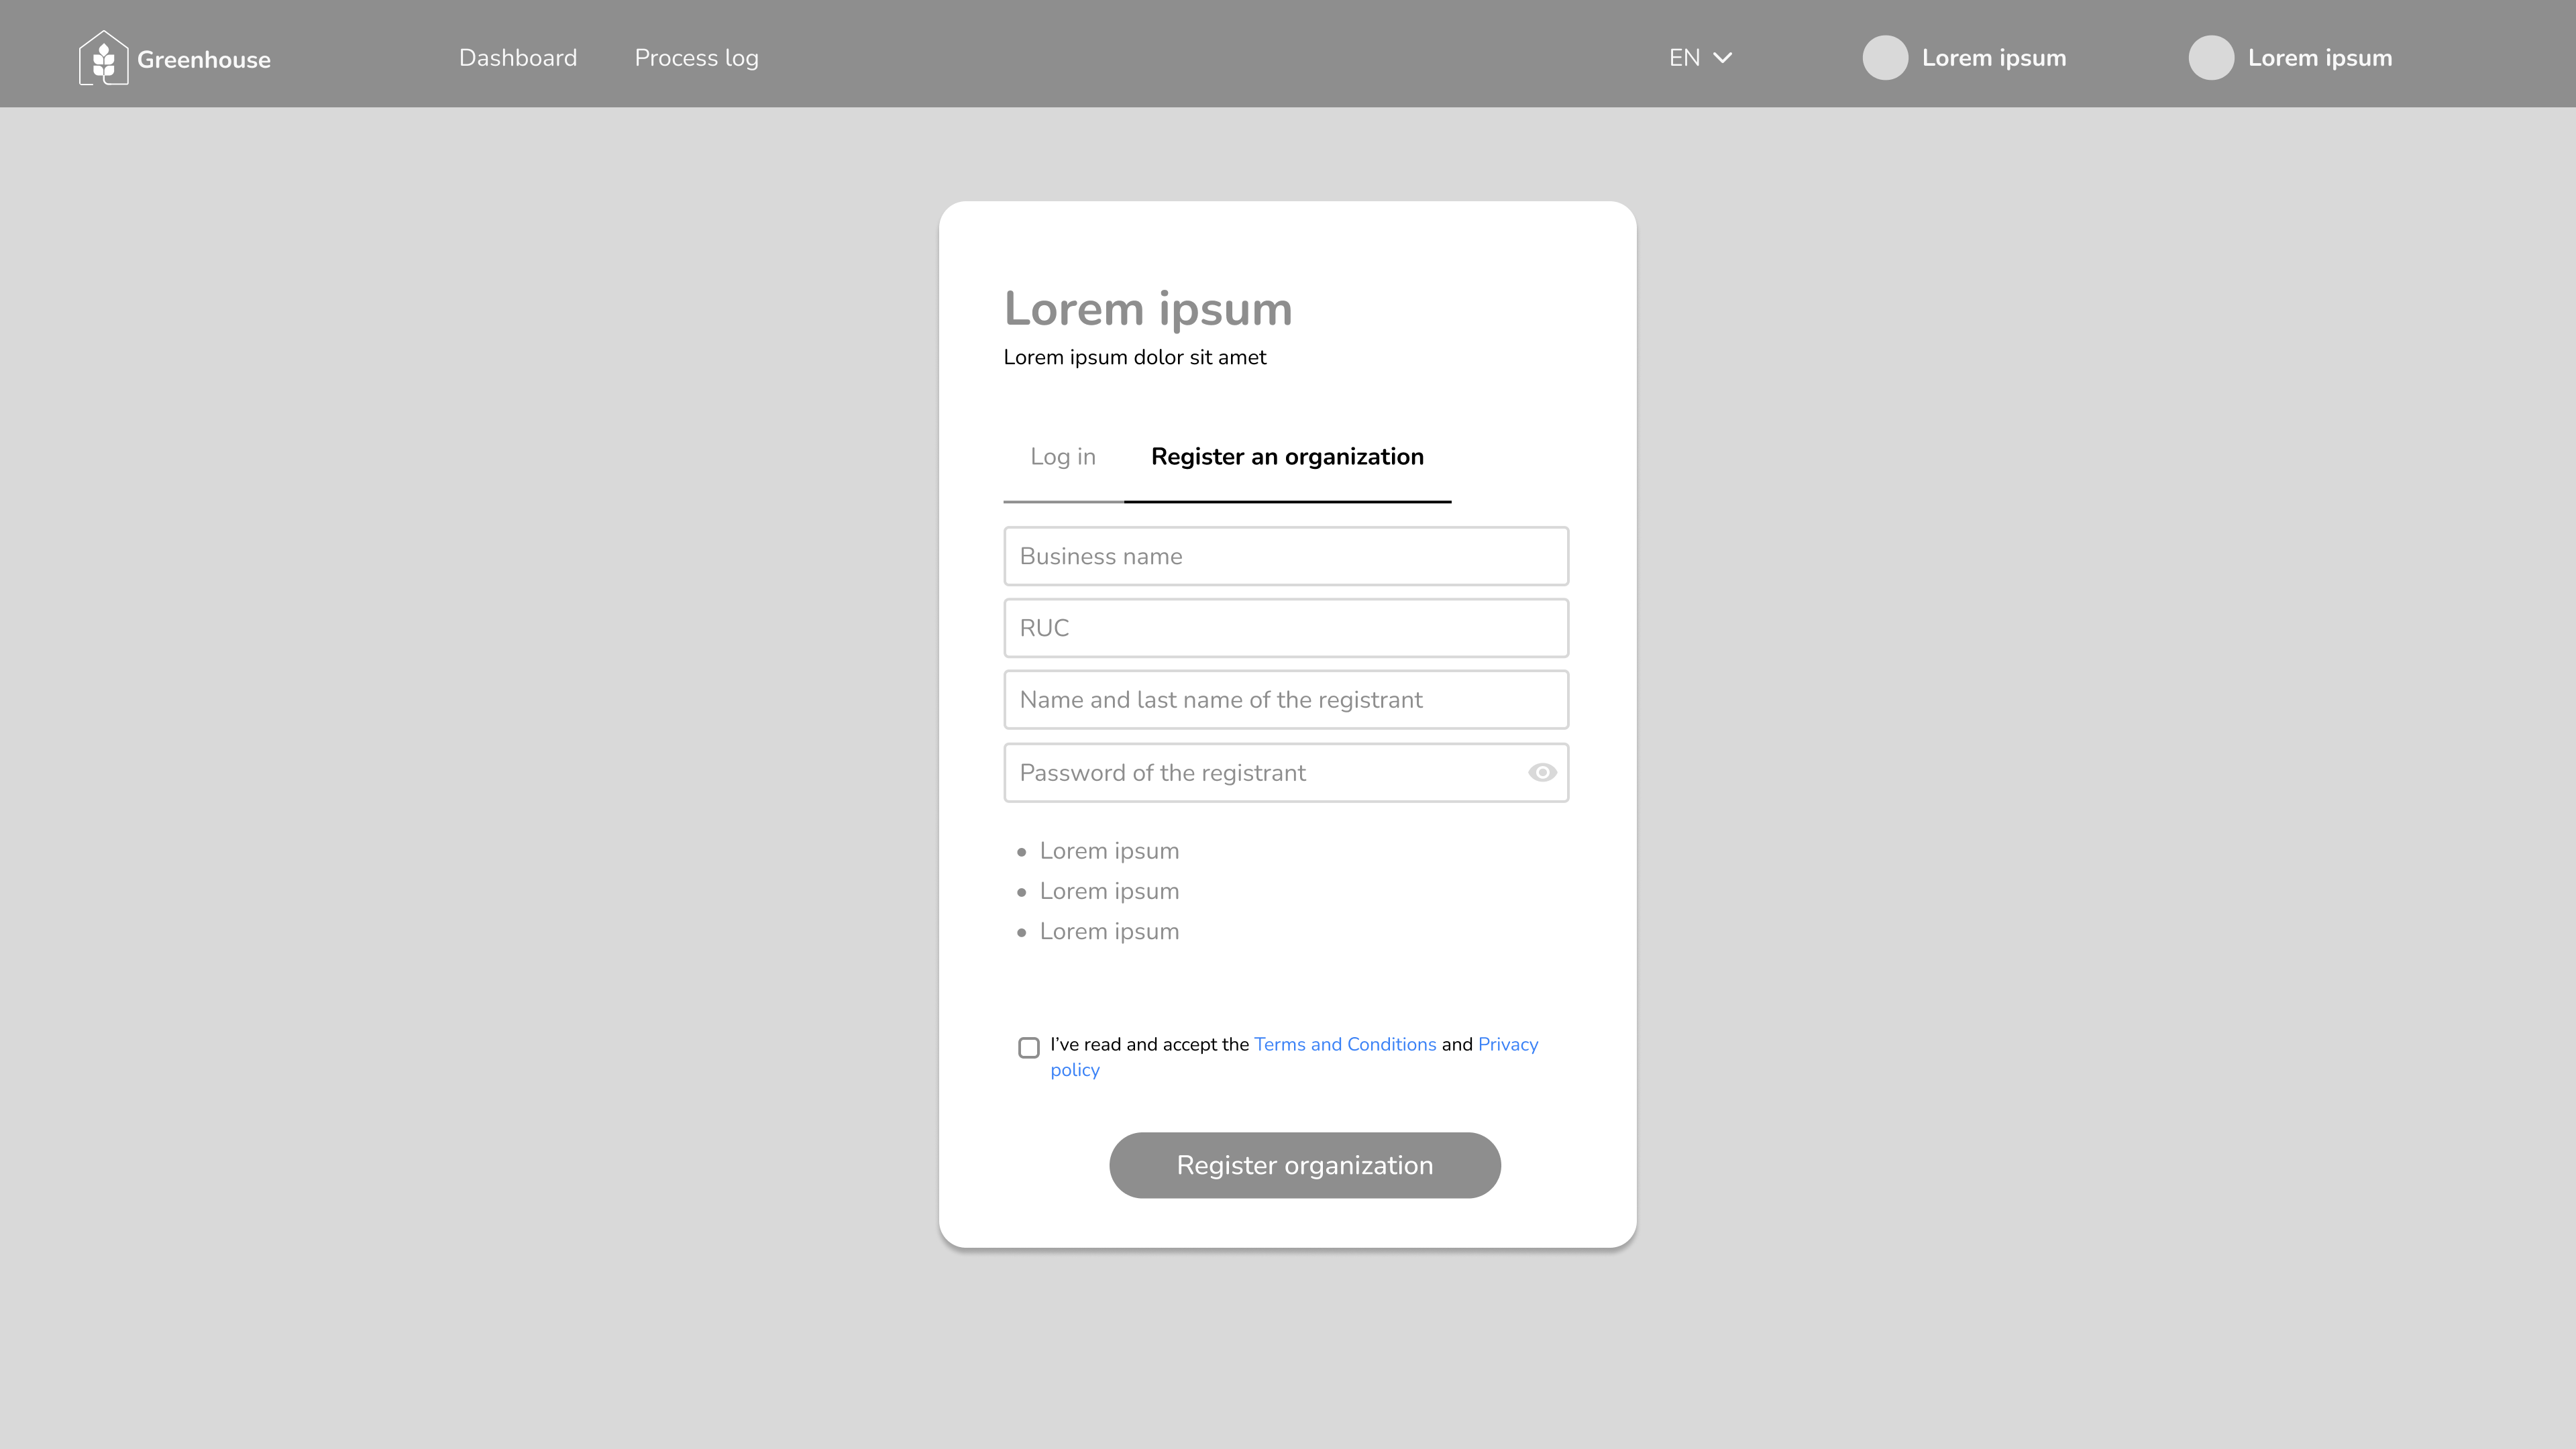 Greenhouse
Dashboard
Process log
EN
Lorem ipsum
Lorem ipsum
Lorem ipsum
Lorem ipsum dolor sit amet
Log in
Register an organization
Business name
RUC
Name and last name of the registrant
Password of the registrant
Lorem ipsum
Lorem ipsum
Lorem ipsum
I’ve read and accept the Terms and Conditions and Privacy
policy
Register organization